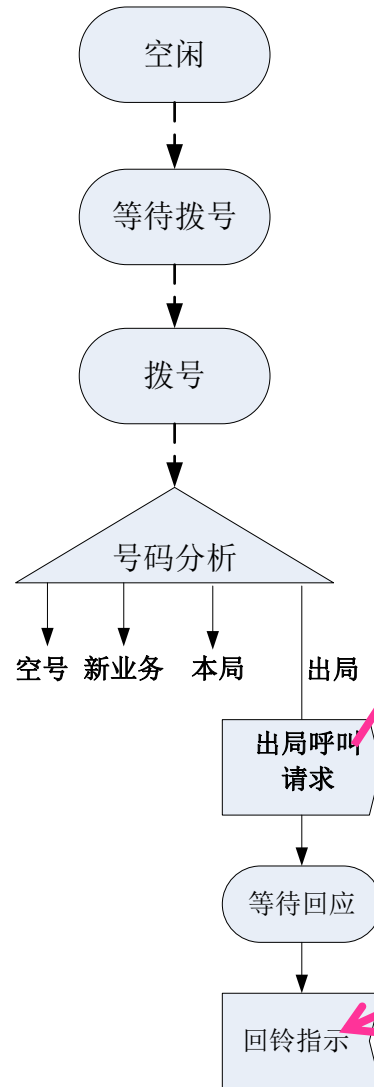 空闲
等待拨号
拨号
号码分析
空号 新业务 本局 出局
出局呼叫
请求
等待回应
回铃指示